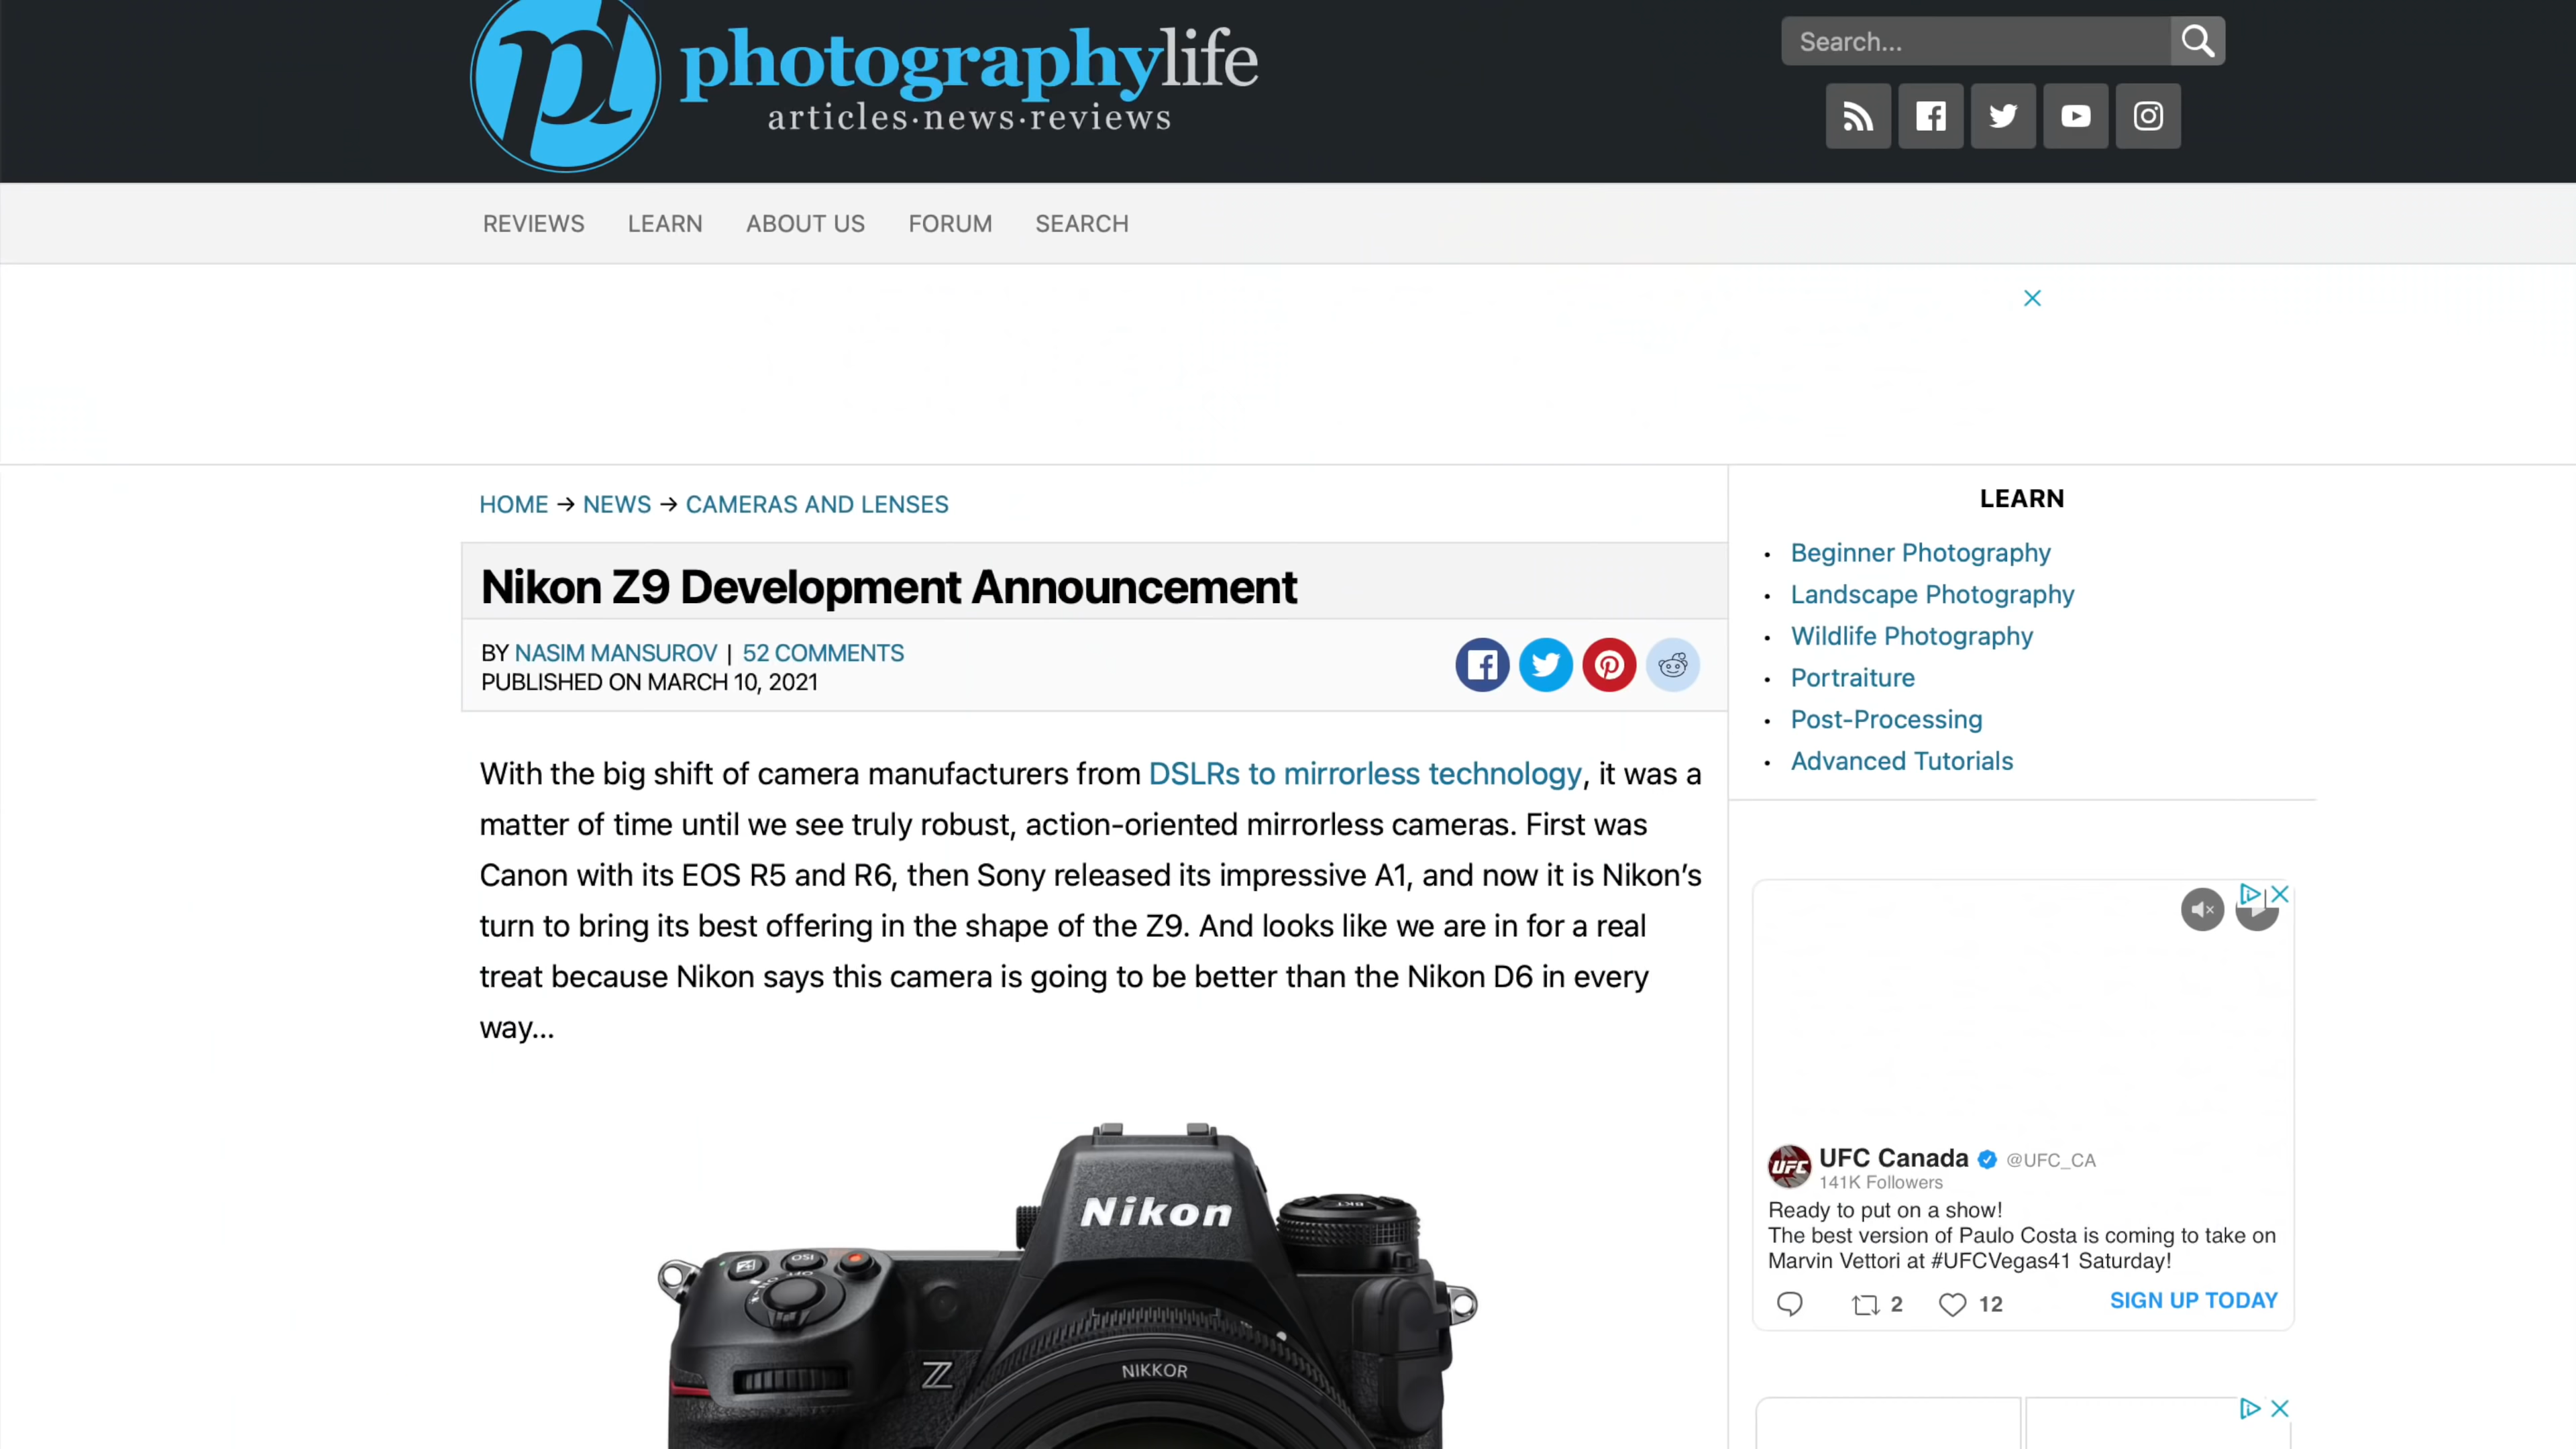 photographylife
articles·news·reviews
Search...
REVIEWS LEARN ABOUT US FORUM SEARCH
HOME → NEWS → CAMERAS AND LENSES
Nikon Z9 Development Announcement
BY NASIM MANSUROV | 52 COMMENTS
PUBLISHED ON MARCH 10, 2021
With the big shift of camera manufacturers from DSLRs to mirrorless technology, it was a
matter of time until we see truly robust, action-oriented mirrorless cameras. First was
Canon with its EOS R5 and R6, then Sony released its impressive A1, and now it is Nikon's
turn to bring its best offering in the shape of the Z9. And looks like we are in for a real
treat because Nikon says this camera is going to be better than the Nikon D6 in every
way...
Nikon
BKT
ISO
OFF
Z
NIKKOR
LEARN
• Beginner Photography
• Landscape Photography
• Wildlife Photography
• Portraiture
• Post-Processing
• Advanced Tutorials
UFC
UFC Canada @UFC_CA
141K Followers
Ready to put on a show!
The best version of Paulo Costa is coming to take on
Marvin Vettori at #UFCVegas41 Saturday!
2 12 SIGN UP TODAY